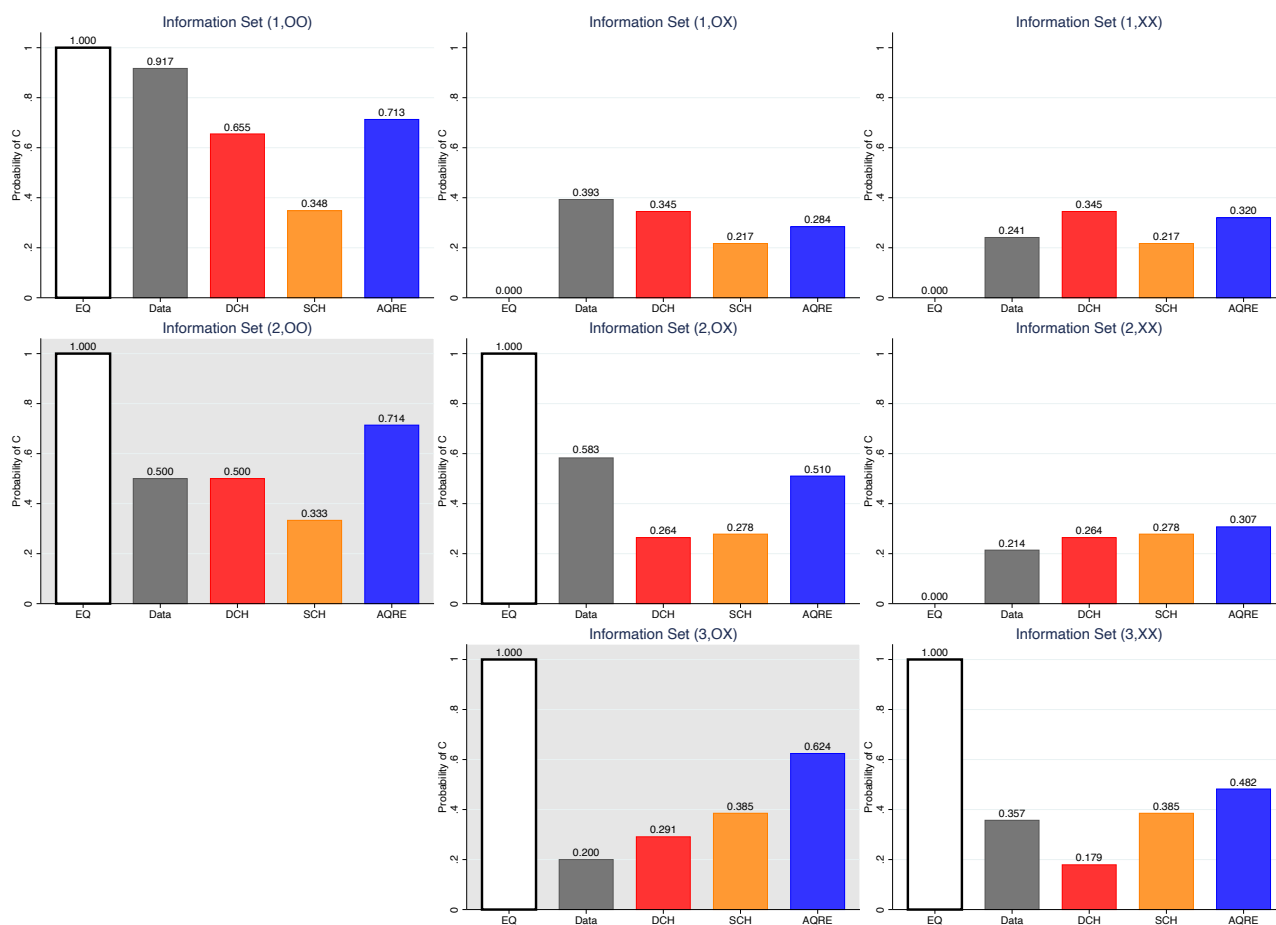 Information Set (1,OO)
Probability of C
0 .2 .4 .6 .8 1
1.000 0.917 0.655 0.348 0.713
EQ Data DCH SCH AQRE
Information Set (1,OX)
Probability of C
0 .2 .4 .6 .8 1
0.000 0.393 0.345 0.217 0.284
EQ Data DCH SCH AQRE
Information Set (1,XX)
Probability of C
0 .2 .4 .6 .8 1
0.000 0.241 0.345 0.217 0.320
EQ Data DCH SCH AQRE
Information Set (2,OO)
Probability of C
0 .2 .4 .6 .8 1
1.000 0.500 0.500 0.333 0.714
EQ Data DCH SCH AQRE
Information Set (2,OX)
Probability of C
0 .2 .4 .6 .8 1
1.000 0.583 0.264 0.278 0.510
EQ Data DCH SCH AQRE
Information Set (2,XX)
Probability of C
0 .2 .4 .6 .8 1
0.000 0.214 0.264 0.278 0.307
EQ Data DCH SCH AQRE
Information Set (3,OX)
Probability of C
0 .2 .4 .6 .8 1
1.000 0.200 0.291 0.385 0.624
EQ Data DCH SCH AQRE
Information Set (3,XX)
Probability of C
0 .2 .4 .6 .8 1
1.000 0.357 0.179 0.385 0.482
EQ Data DCH SCH AQRE